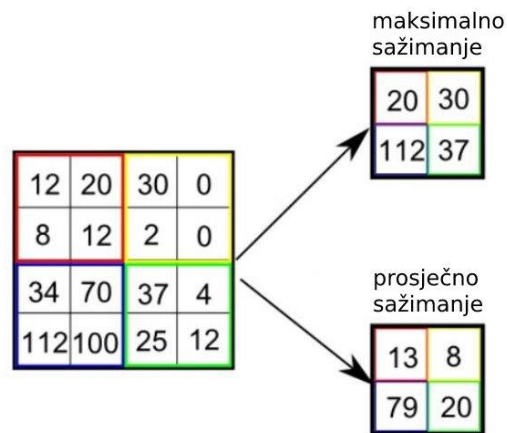 maksimalno
sažimanje
20 30
112 37
12 20 30 0
8 12 2 0
34 70 37 4
112 100 25 12
prosječno
sažimanje
13 8
79 20